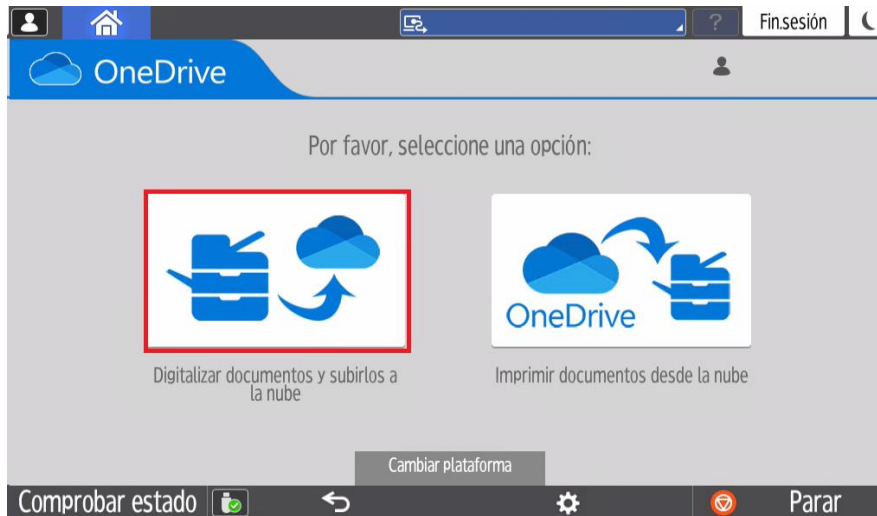 ?
Fin.sesión
OneDrive
Por favor, seleccione una opción:
OneDrive
Digitalizar documentos y subirlos a
la nube
Imprimir documentos desde la nube
Cambiar plataforma
Comprobar estado
Parar